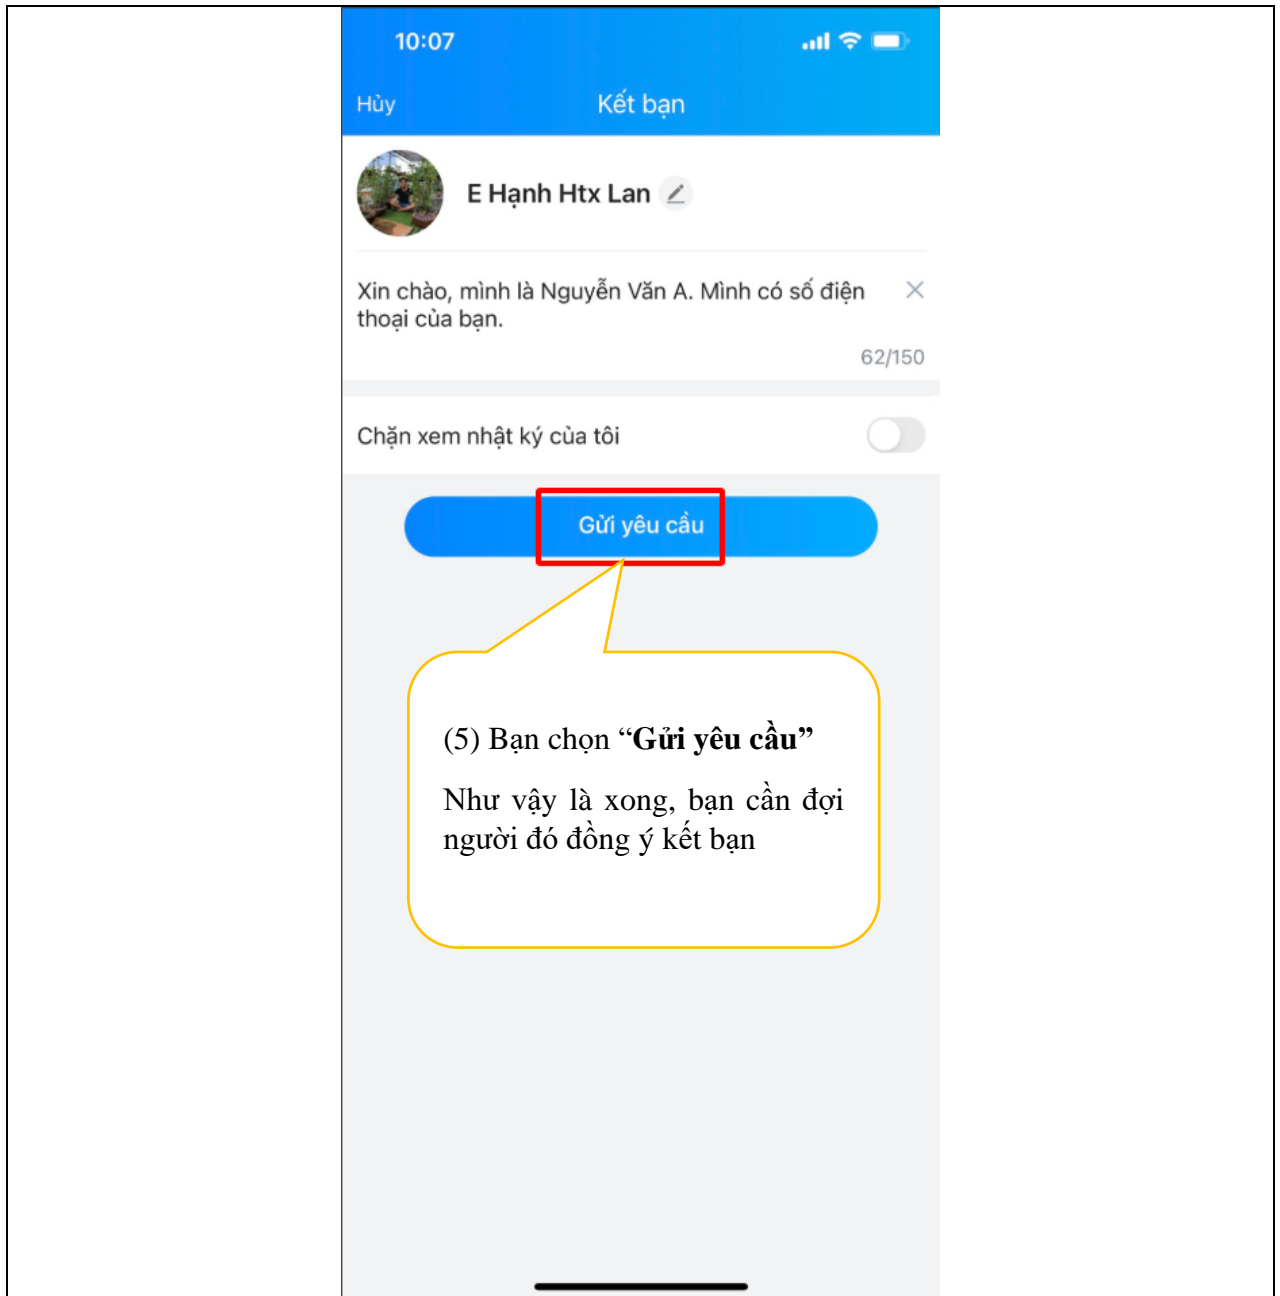 10:07
Hủy
Kết bạn
E Hạnh Htx Lan
Xin chào, mình là Nguyễn Văn A. Mình có số điện
thoại của bạn.
62/150
Chặn xem nhật ký của tôi
Gửi yêu cầu
(5) Bạn chọn “Gửi yêu cầu”
Như vậy là xong, bạn cần đợi
người đó đồng ý kết bạn